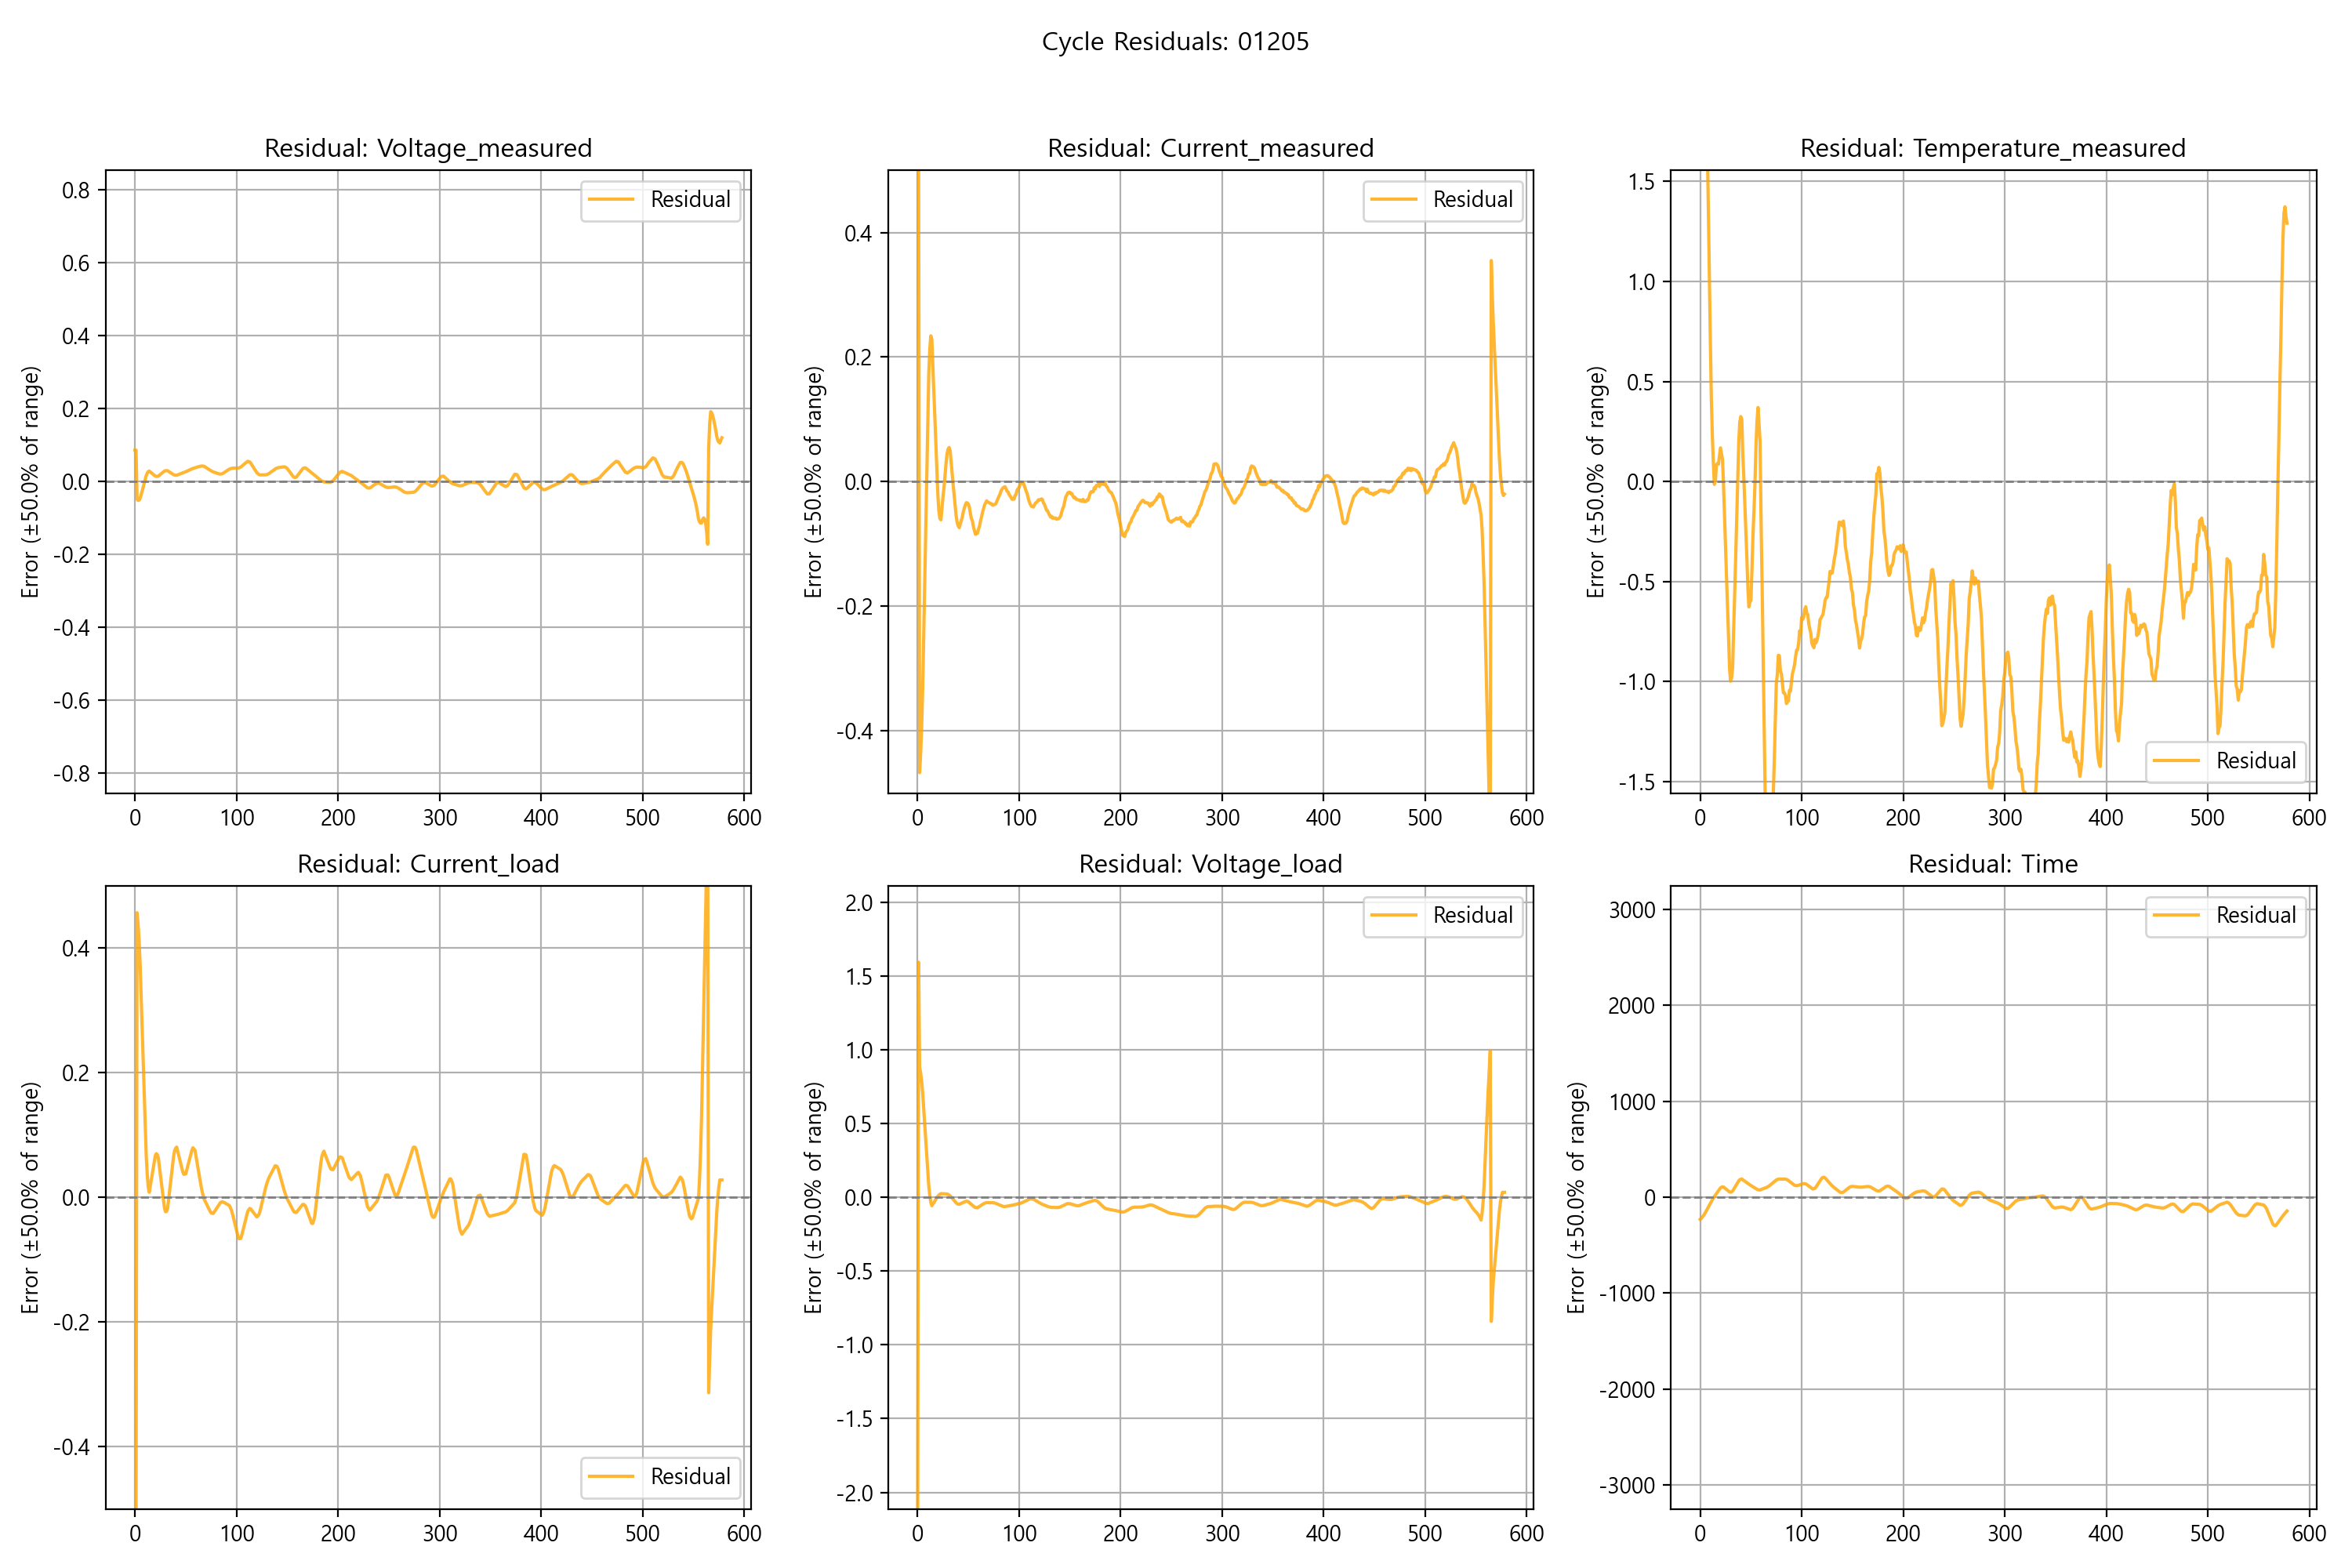 Cycle Residuals: 01205
Residual: Voltage_measured
Error (±50.0% of range)
0.8
0.6
0.4
0.2
0.0
-0.2
-0.4
-0.6
-0.8
0 100 200 300 400 500 600
Residual
Residual: Current_measured
Error (±50.0% of range)
0.4
0.2
0.0
-0.2
-0.4
0 100 200 300 400 500 600
Residual
Residual: Temperature_measured
Error (±50.0% of range)
1.5
1.0
0.5
0.0
-0.5
-1.0
-1.5
0 100 200 300 400 500 600
Residual
Residual: Current_load
Error (±50.0% of range)
0.4
0.2
0.0
-0.2
-0.4
0 100 200 300 400 500 600
Residual
Residual: Voltage_load
Error (±50.0% of range)
2.0
1.5
1.0
0.5
0.0
-0.5
-1.0
-1.5
-2.0
0 100 200 300 400 500 600
Residual
Residual: Time
Error (±50.0% of range)
3000
2000
1000
0
-1000
-2000
-3000
0 100 200 300 400 500 600
Residual